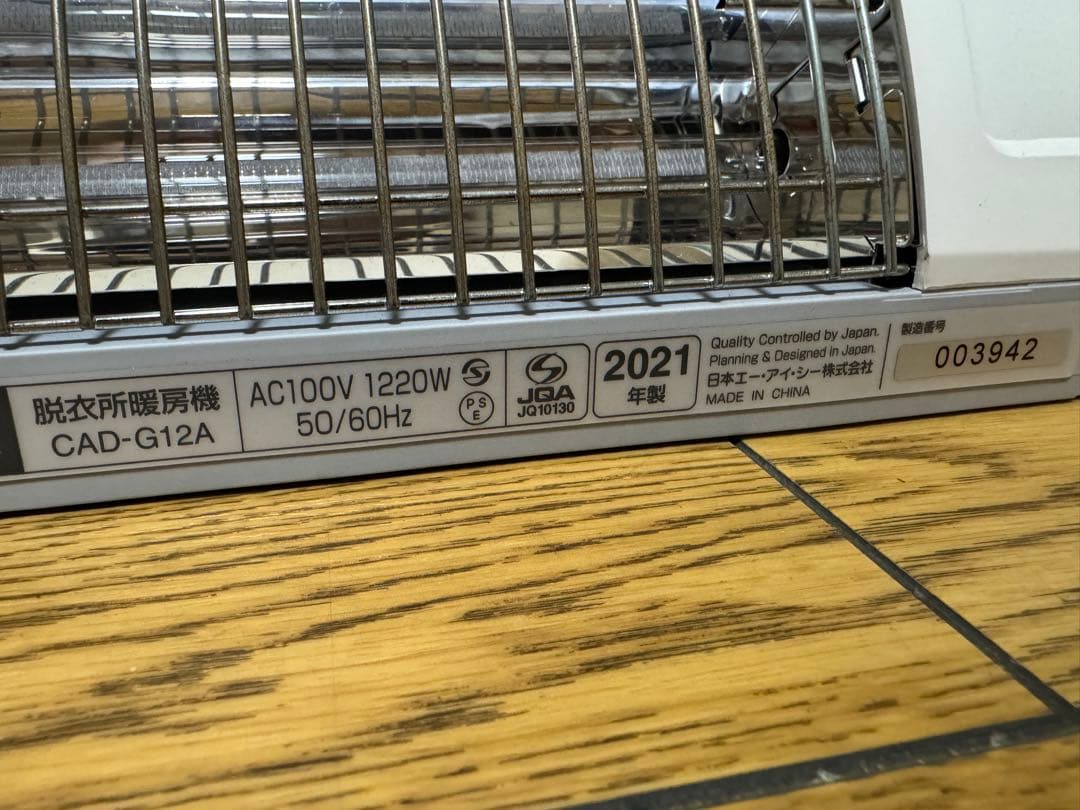 脱衣所暖房機
CAD-G12A
AC100V 1220W
50/60Hz
PS
E
JQA
JQ10130
2021
年製
Quality Controlled by Japan.
Planning & Designed in Japan.
日本エー・アイ・シー株式会社
MADE IN CHINA
製造番号
003942